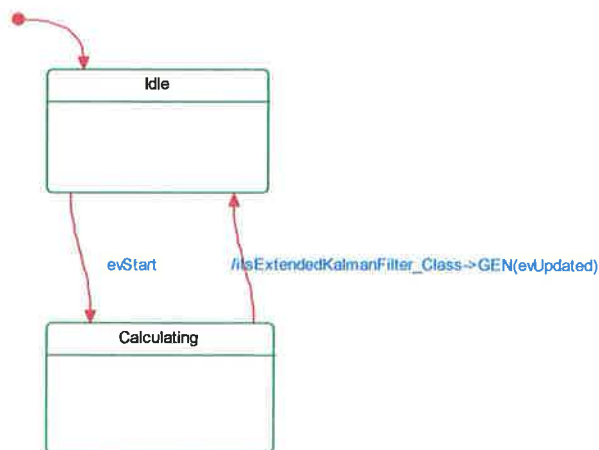 Idle
evStart
/itsExtendedKalmanFilter_Class->GEN(evUpdated)
Calculating